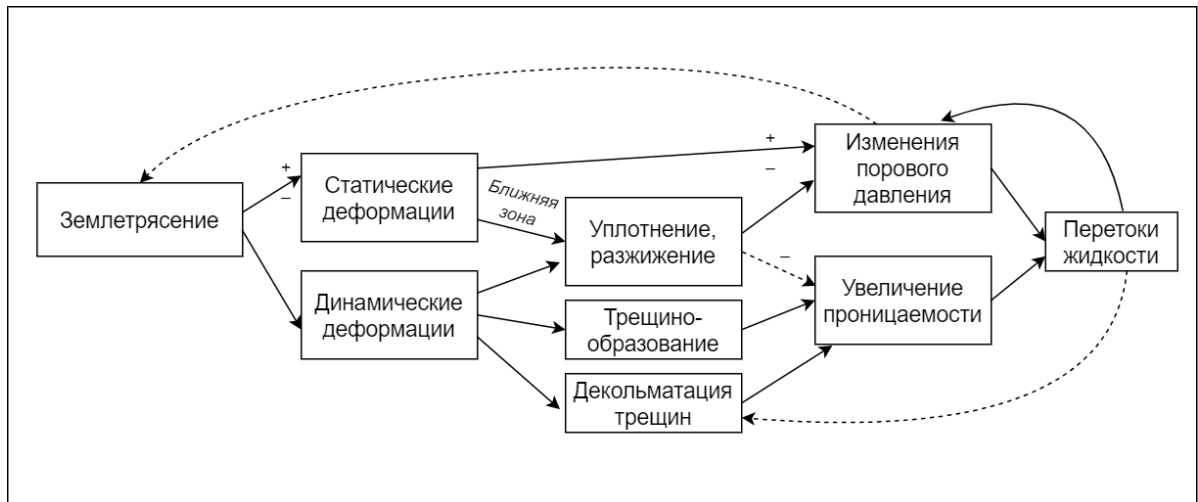 Землетрясение
+
–
Статические
деформации
Динамические
деформации
Ближняя
зона
Уплотнение,
разжижение
Трещино-
образование
Декольматация
трещин
+
–
–
Изменения
порового
давления
Увеличение
проницаемости
Перетоки
жидкости